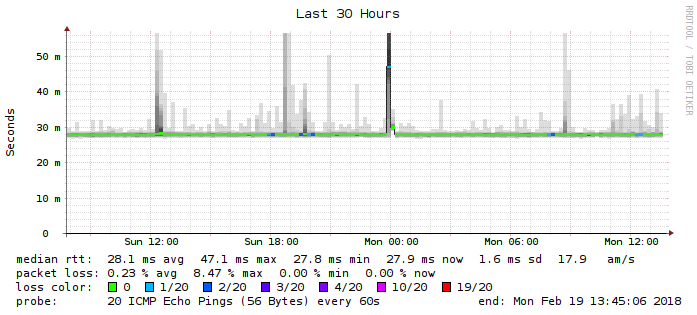 Last 30 Hours
RRDTOOL / TOBI OETIKER
Seconds
50 m
40 m
30 m
20 m
10 m
0
Sun 12:00 Sun 18:00 Mon 00:00 Mon 06:00 Mon 12:00
median rtt: 28.1 ms avg 47.1 ms max 27.8 ms min 27.9 ms now 1.6 ms sd 17.9 am/s
packet loss: 0.23 % avg 8.47 % max 0.00 % min 0.00 % now
loss color: 0 1/20 2/20 3/20 4/20 10/20 19/20
probe: 20 ICMP Echo Pings (56 Bytes) every 60s end: Mon Feb 19 13:45:06 2018